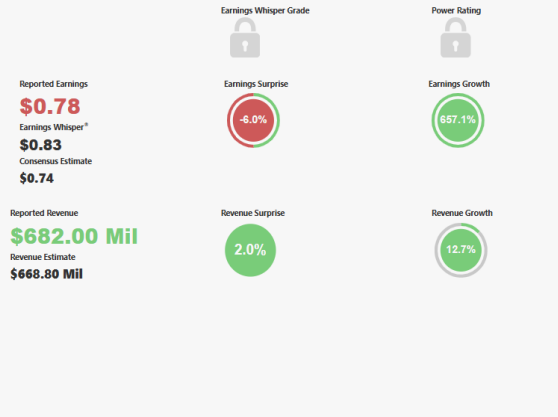 Earnings Whisper Grade
Power Rating
Reported Earnings
Earnings Surprise
Earnings Growth
$0.78
-6.0%
657.1%
Earnings Whisper*
$0.83
Consensus Estimate
$0.74
Reported Revenue
Revenue Surprise
Revenue Growth
$682.00 Mil
2.0%
12.7%
Revenue Estimate
$668.80 Mil